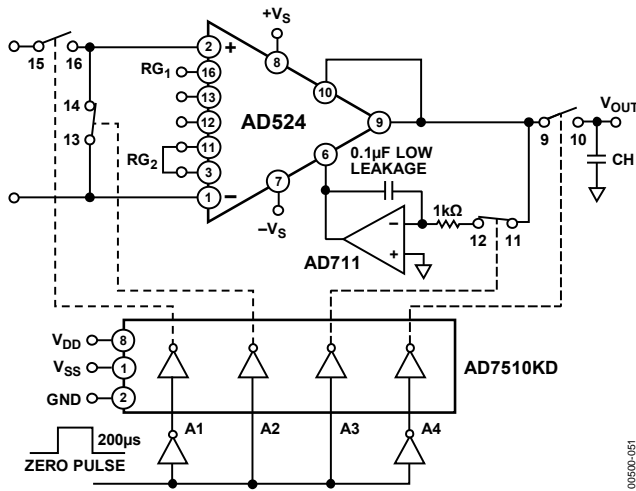 +VS
15 16
2 +
8
RG1
16
10
14
13
VOUT
12
AD524
9
9 10
13
11
0.1µF LOW
LEAKAGE
CH
RG2
3
6
1 –
7
1kΩ
–VS
–
12 11
AD711
+
VDD 8
VSS 1
AD7510KD
GND 2
A1 A2 A3 A4
200µs
ZERO PULSE
00500-051